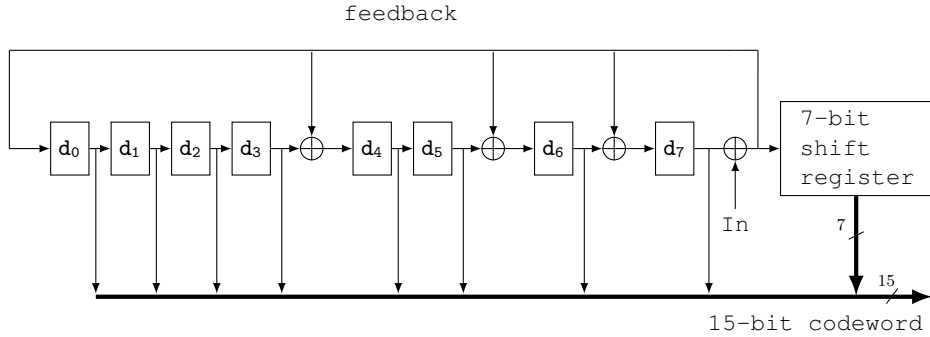 feedback
d₀ d₁ d₂ d₃ d₄ d₅ d₆ d₇
7-bit
shift
register
In
7
15
15-bit codeword